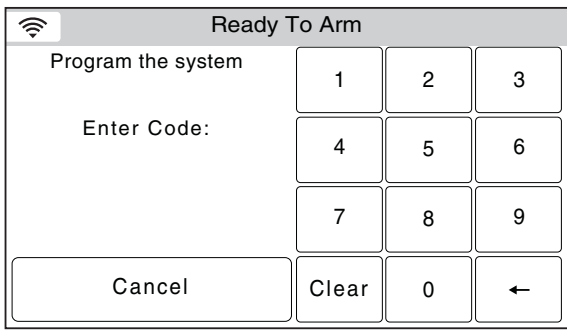 Ready To Arm
Program the system
Enter Code:
1 2 3
4 5 6
7 8 9
Cancel Clear 0 ←